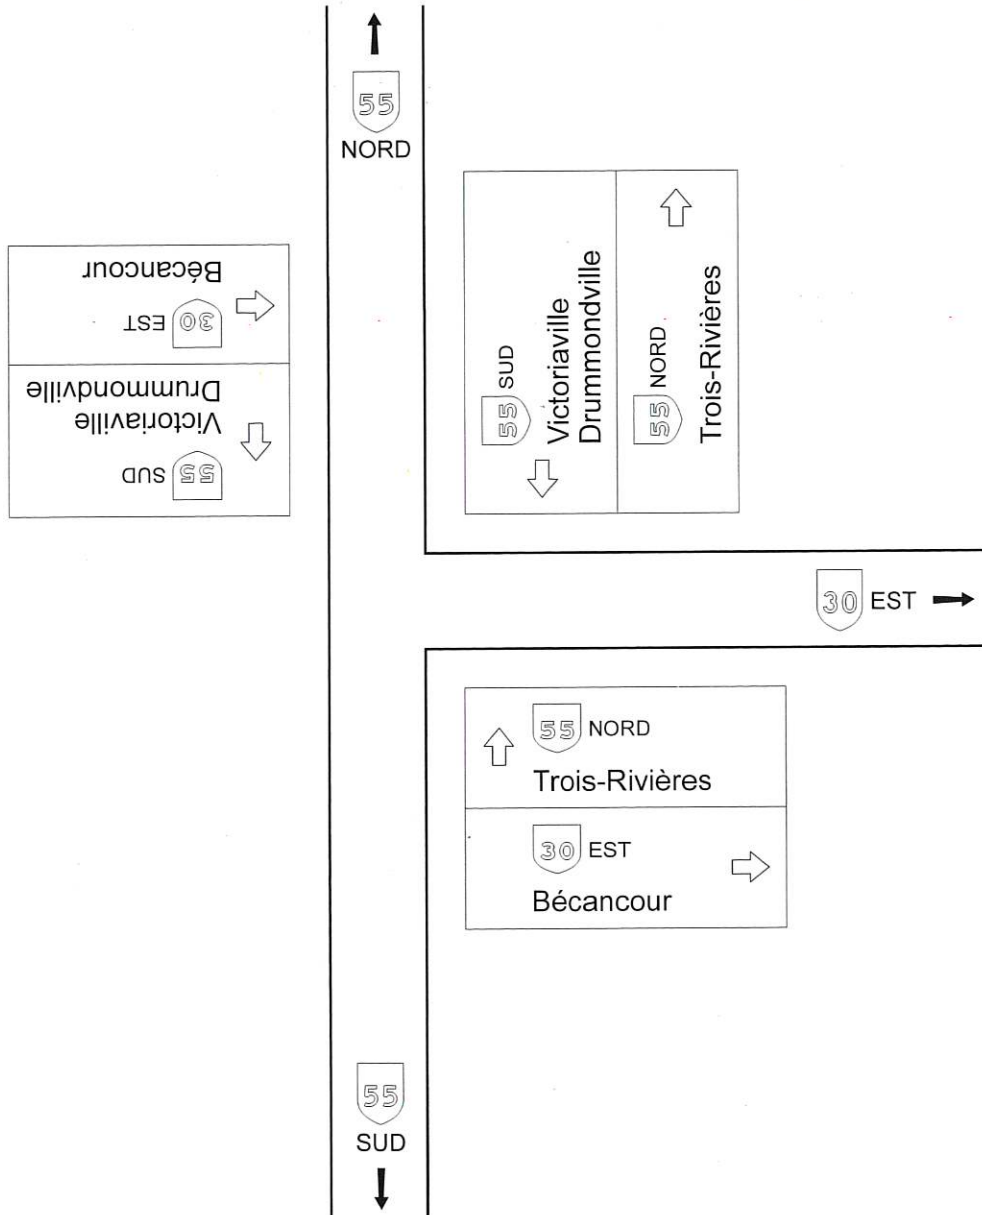 55
NORD
55 SUD
Victoriaville
Drummondville
30 EST
Bécancour
55 SUD
Victoriaville
Drummondville
55 NORD
Trois-Rivières
30 EST
55 NORD
Trois-Rivières
30 EST
Bécancour
55
SUD